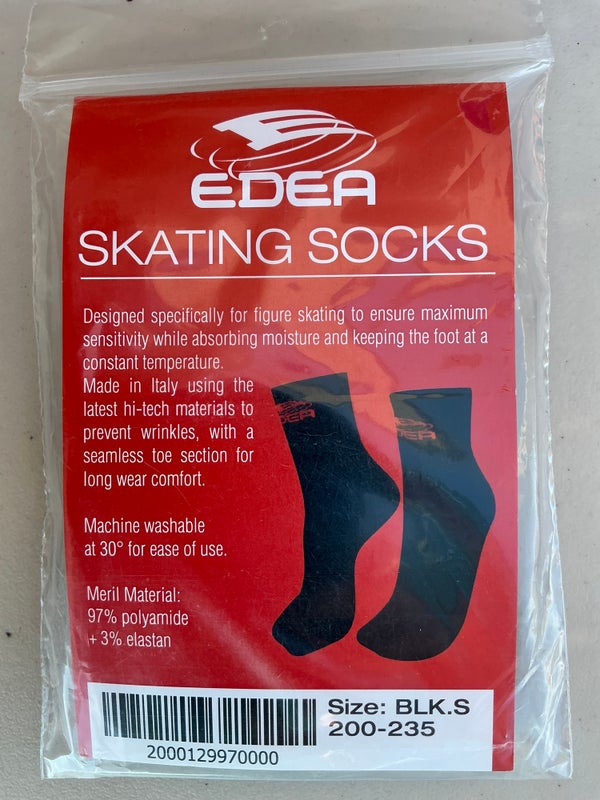 EDEA
SKATING SOCKS
Designed specifically for figure skating to ensure maximum
sensitivity while absorbing moisture and keeping the foot at a
constant temperature.
Made in Italy using the
latest hi-tech materials to
prevent wrinkles, with a
seamless toe section for
long wear comfort.
Machine washable
at 30° for ease of use.
Meril Material:
97% polyamide
+ 3% elastan
EDEA
EDEA
Size: BLK.S
200-235
2000129970000